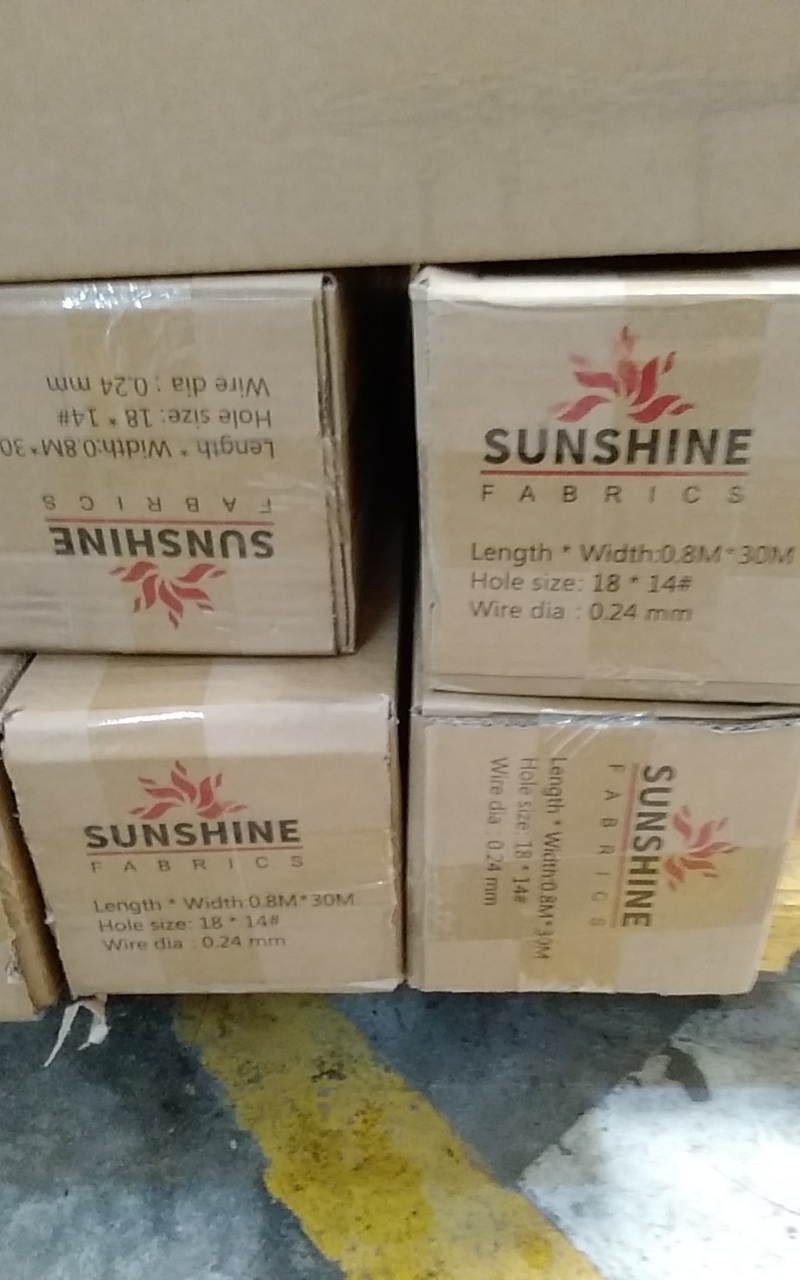 Wire dia : 0.24 mm
Hole size: 18 * 14#
Length * Width:0.8M*30
FABRICS
SUNSHINE
SUNSHINE
FABRICS
Length * Width:0.8M*30M
Hole size: 18 * 14#
Wire dia : 0.24 mm
SUNSHINE
FABRICS
Length * Width:0.8M*30M
Hole size: 18 * 14#
Wire dia : 0.24 mm
SUNSHINE
FABRICS
Length * Width:0.8M*30M
Hole size: 18 * 14#
Wire dia : 0.24 mm